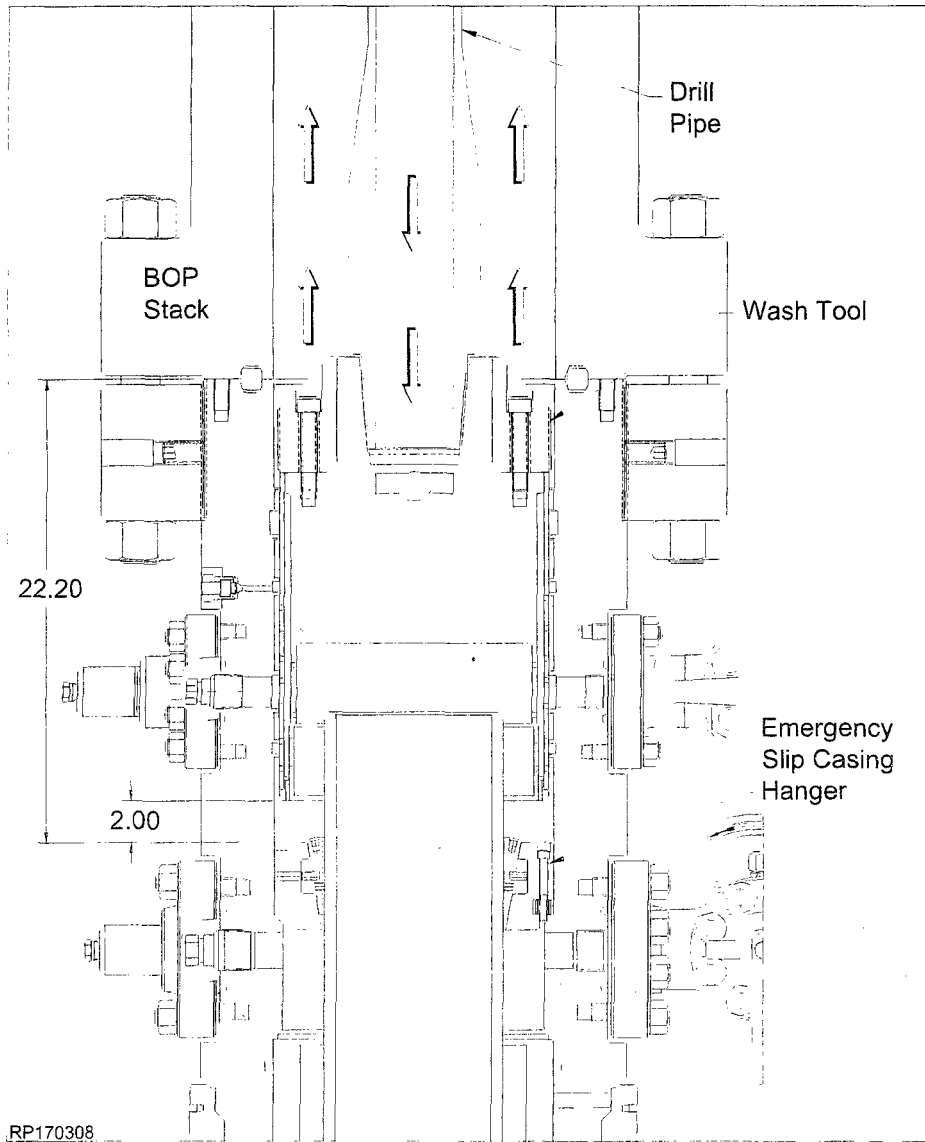 Drill
Pipe
BOP
Stack
Wash Tool
22.20
Emergency
Slip Casing
Hanger
2.00
RP170308